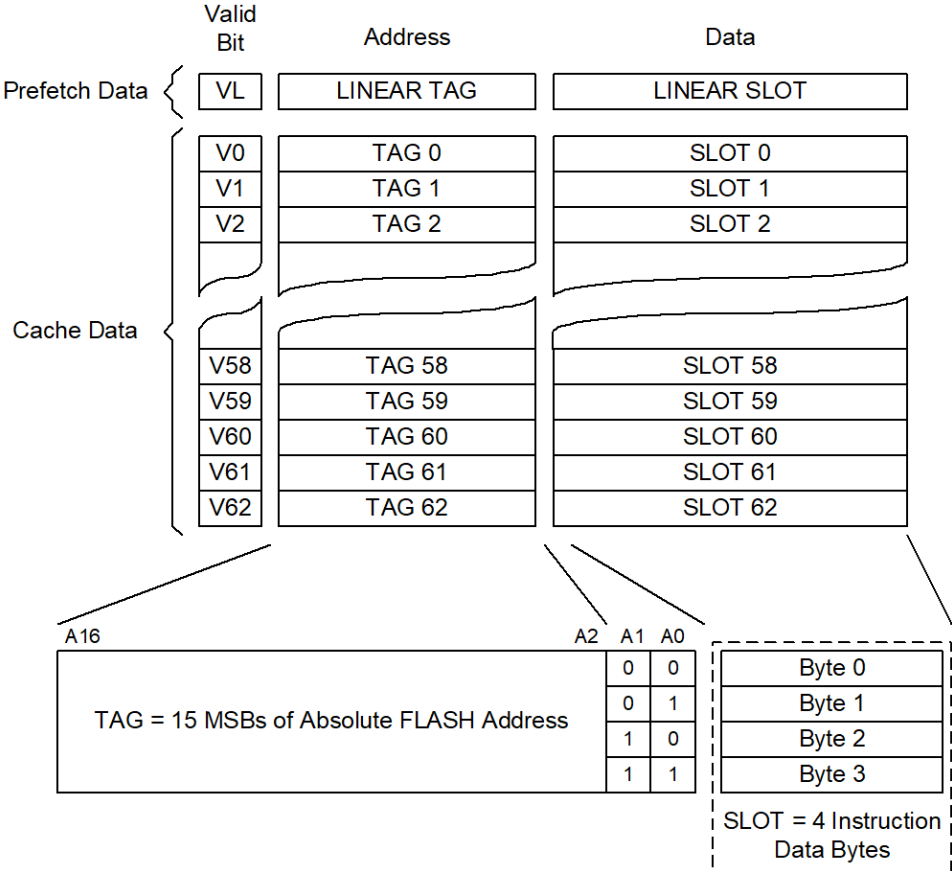 Valid
Bit
Address
Data
Prefetch Data
VL
LINEAR TAG
LINEAR SLOT
Cache Data
V0
TAG 0
SLOT 0
V1
TAG 1
SLOT 1
V2
TAG 2
SLOT 2
V58
TAG 58
SLOT 58
V59
TAG 59
SLOT 59
V60
TAG 60
SLOT 60
V61
TAG 61
SLOT 61
V62
TAG 62
SLOT 62
A16
A2
A1
A0
TAG = 15 MSBs of Absolute FLASH Address
0
0
Byte 0
0
1
Byte 1
1
0
Byte 2
1
1
Byte 3
SLOT = 4 Instruction
Data Bytes